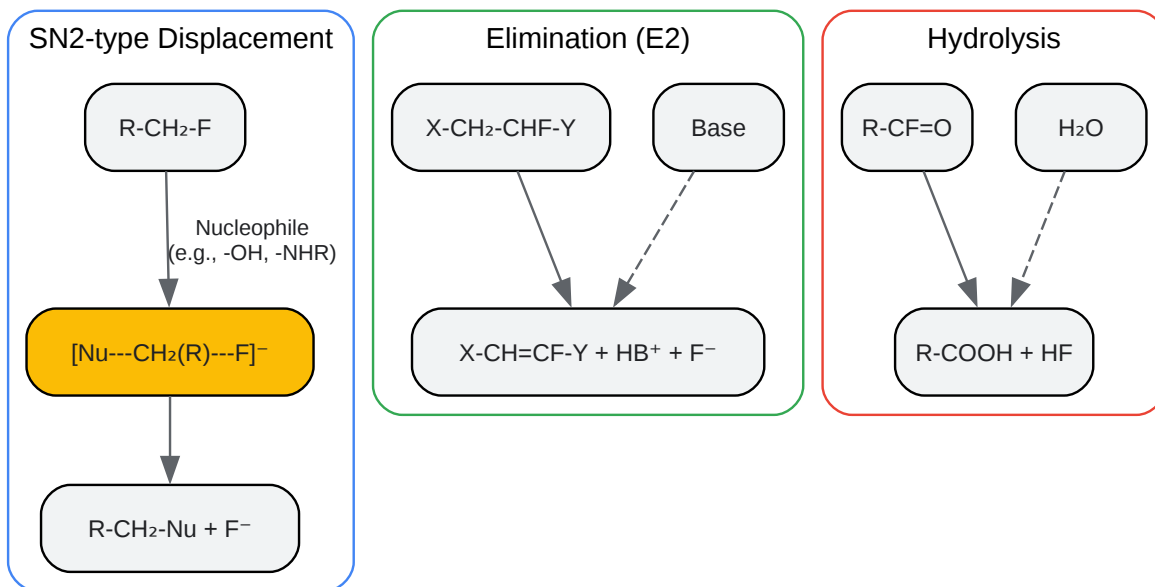 SN2-type Displacement
R-CH₂-F
Nucleophile
(e.g., -OH, -NHR)
[Nu---CH₂(R)---F]⁻
R-CH₂-Nu + F⁻
Elimination (E2)
X-CH₂-CHF-Y
Base
X-CH=CF-Y + HB⁺ + F⁻
Hydrolysis
R-CF=O
H₂O
R-COOH + HF